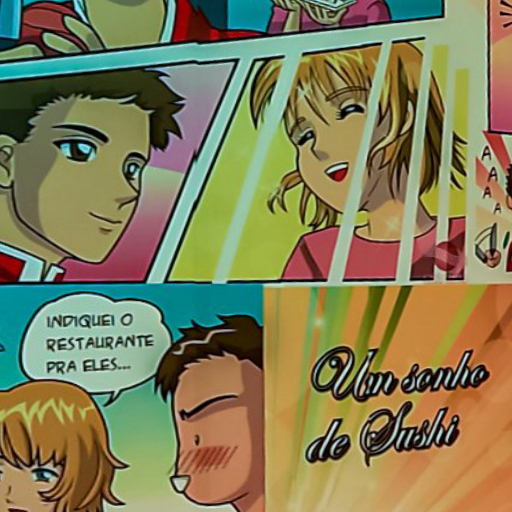 A
A
A
A
INDIQUEI O
RESTAURANTE
PRA ELES...
Um sonho
de Sushi